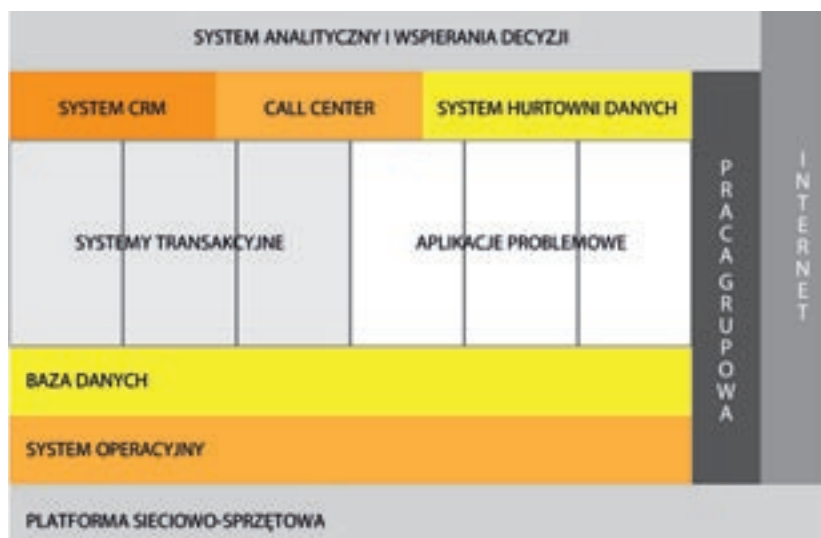 SYSTEM ANALITYCZNY I WSPIERANIA DECYZJI
SYSTEM CRM
CALL CENTER
SYSTEM HURTOWNI DANYCH
SYSTEMY TRANSAKCYJNE
APLIKACJE PROBLEMOWE
PRACA GRUPOWA
INTERNET
BAZA DANYCH
SYSTEM OPERACYJNY
PLATFORMA SIECIOWO-SPRZĘTOWA